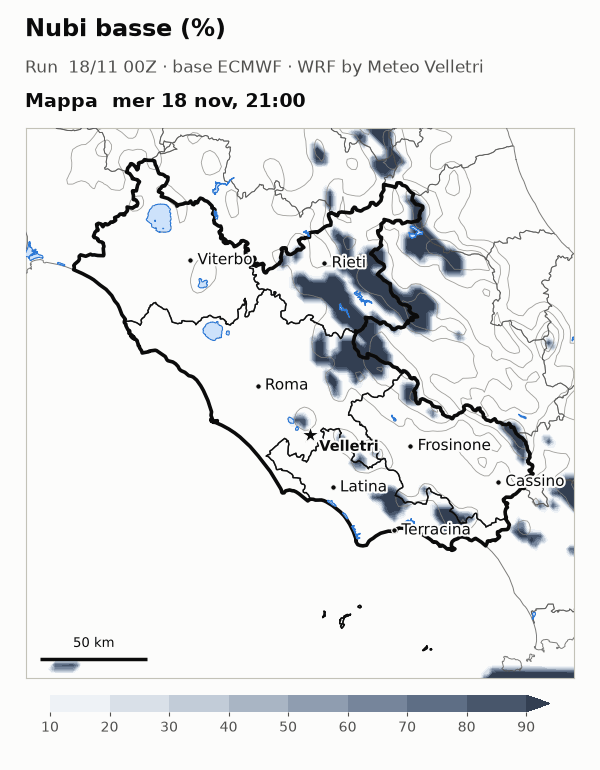 Nubi basse (%)
Run  18/11 00Z · base ECMWF · WRF by Meteo Velletri
Mappa  mer 18 nov, 21:00
Viterbo
Rieti
Roma
Velletri
Frosinone
Latina
Cassino
Terracina
50 km
10 20 30 40 50 60 70 80 90